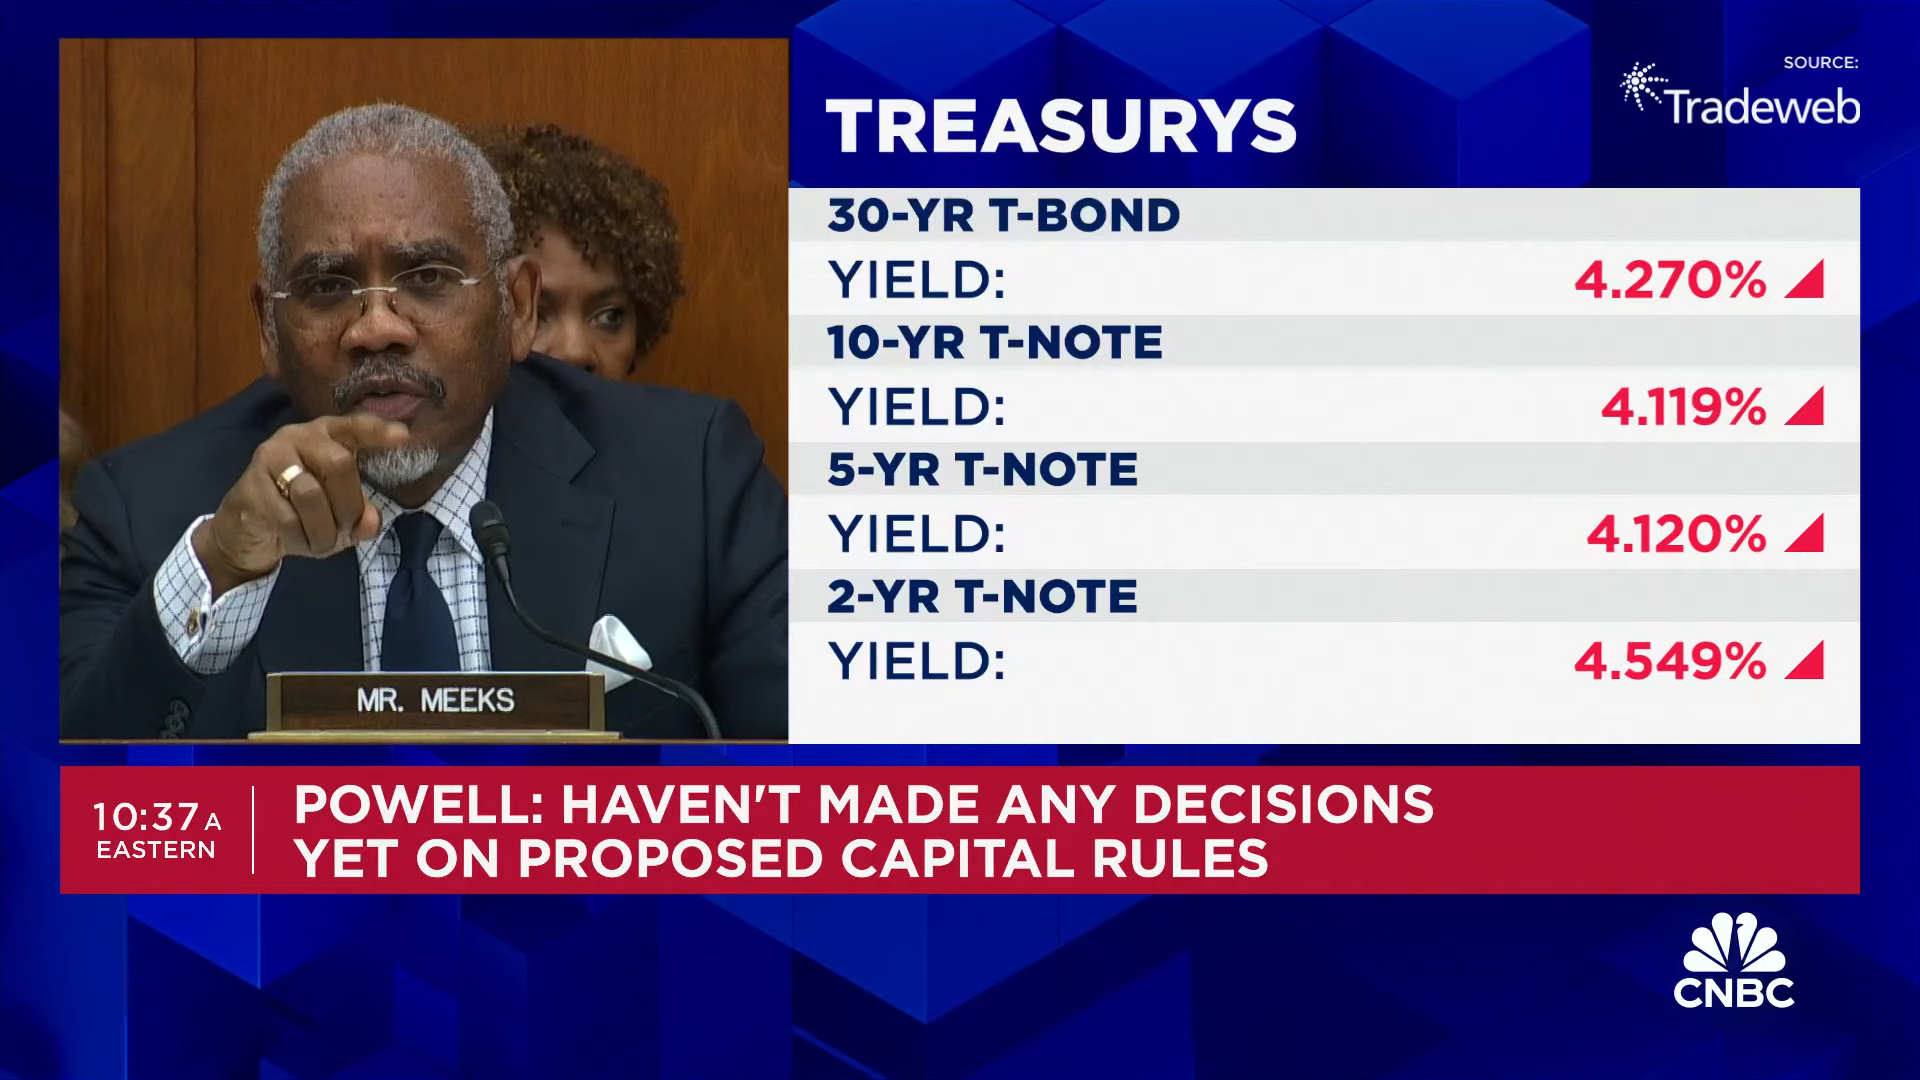 SOURCE:
Tradeweb
TREASURYS
30-YR T-BOND
YIELD: 4.270%
10-YR T-NOTE
YIELD: 4.119%
5-YR T-NOTE
YIELD: 4.120%
2-YR T-NOTE
YIELD: 4.549%
MR. MEEKS
10:37 A
EASTERN
POWELL: HAVEN'T MADE ANY DECISIONS
YET ON PROPOSED CAPITAL RULES
CNBC